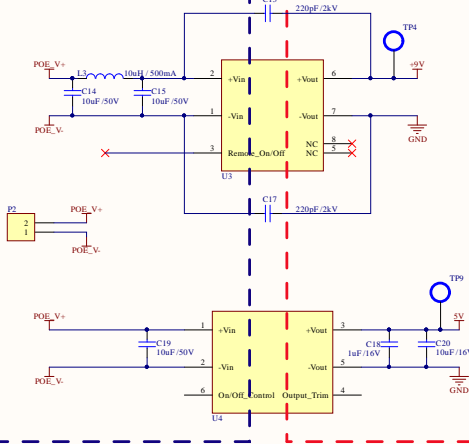 220pF/2kV
TP4
POE_V+
L3
10uH / 500mA
2
+Vin
+Vout
6
+9V
C14
10uF /50V
C15
10uF /50V
1
-Vin
-Vout
7
POE_V-
GND
NC
8
3
Remote_On/Off
NC
5
U3
P2
POE_V+
2
1
POE_V-
C17
220pF/2kV
TP9
POE_V+
1
+Vin
+Vout
3
5V
C19
10uF/50V
C18
1uF/16V
C20
2
-Vin
-Vout
5
POE_V-
GND
6
On/Off_Control
Output_Trim
4
U4